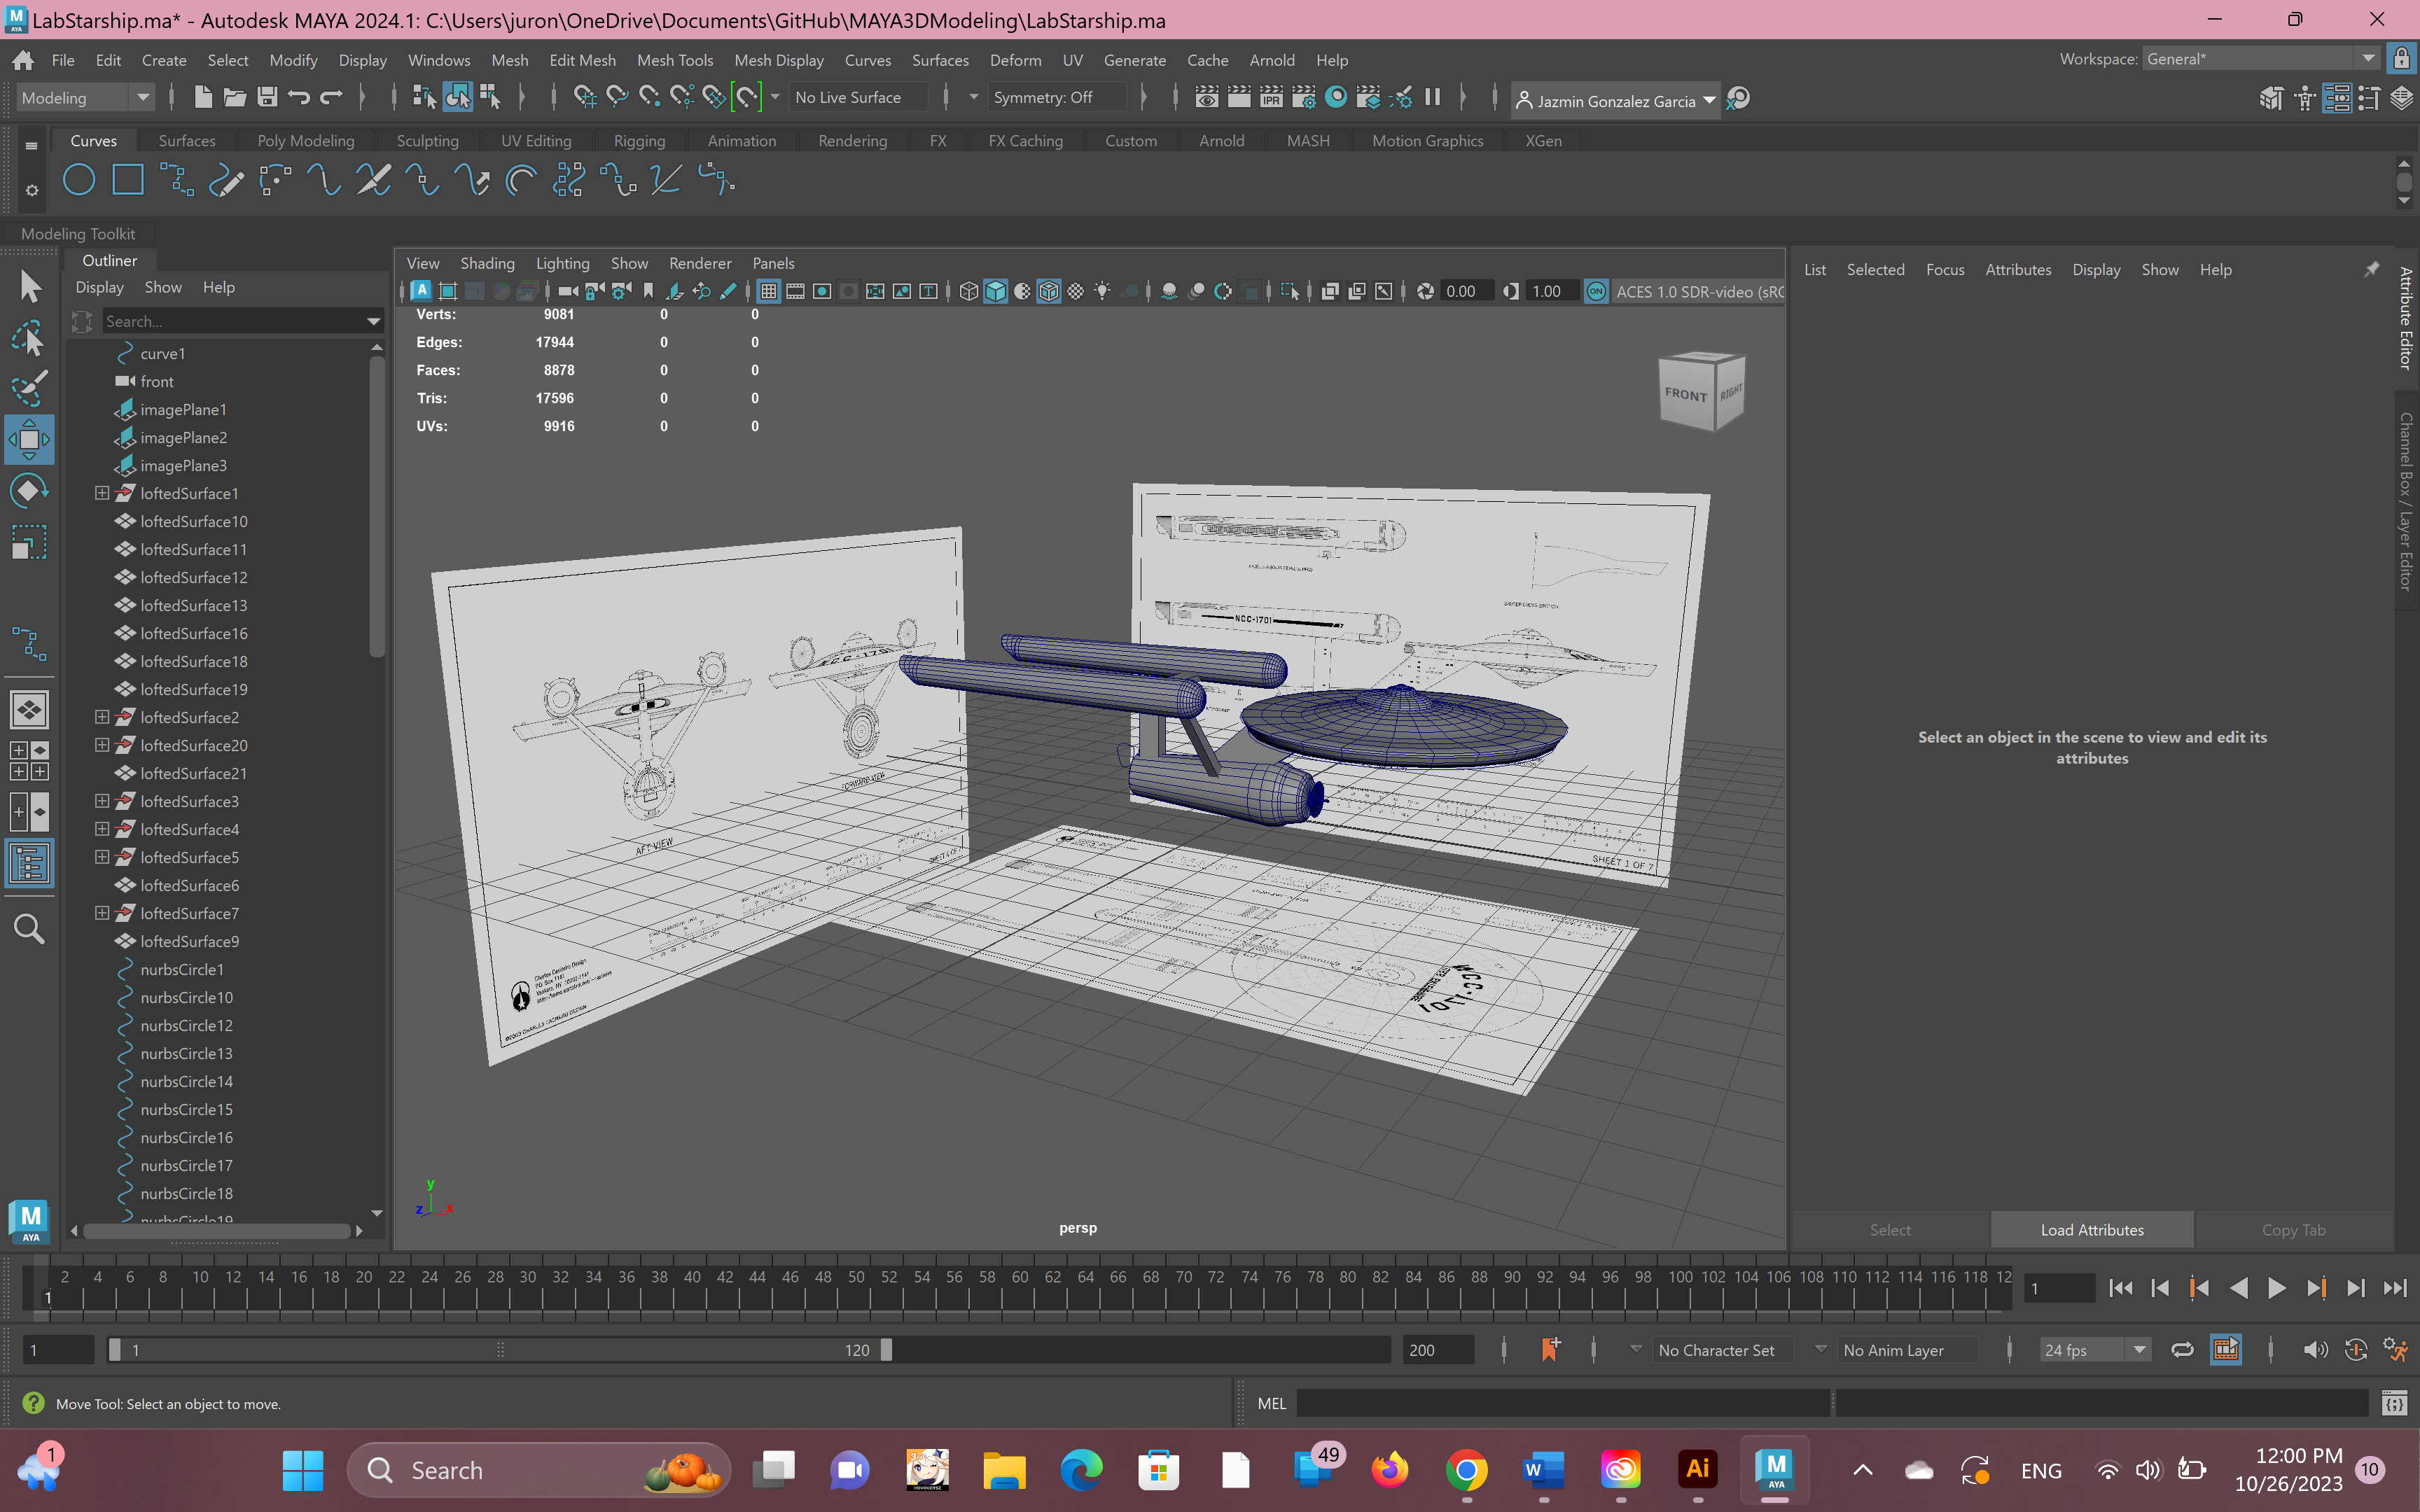 LabStarship.ma* - Autodesk MAYA 2024.1: C:\Users\juron\OneDrive\Documents\GitHub\MAYA3DModeling\LabStarship.ma
File Edit Create Select Modify Display Windows Mesh Edit Mesh Mesh Tools Mesh Display Curves Surfaces Deform UV Generate Cache Arnold Help
Workspace: General*
Modeling
No Live Surface
Symmetry: Off
IPR
Jazmin Gonzalez Garcia
Curves Surfaces Poly Modeling Sculpting UV Editing Rigging Animation Rendering FX FX Caching Custom Arnold MASH Motion Graphics XGen
Modeling Toolkit
Outliner
Display Show Help
Search...
curve1
front
imagePlane1
imagePlane2
imagePlane3
loftedSurface1
loftedSurface10
loftedSurface11
loftedSurface12
loftedSurface13
loftedSurface16
loftedSurface18
loftedSurface19
loftedSurface2
loftedSurface20
loftedSurface21
loftedSurface3
loftedSurface4
loftedSurface5
loftedSurface6
loftedSurface7
loftedSurface9
nurbsCircle1
nurbsCircle10
nurbsCircle12
nurbsCircle13
nurbsCircle14
nurbsCircle15
nurbsCircle16
nurbsCircle17
nurbsCircle18
nurbsCircle19
View Shading Lighting Show Renderer Panels
0.00 1.00 ON ACES 1.0 SDR-video (sRG
Verts: 9081 0 0
Edges: 17944 0 0
Faces: 8878 0 0
Tris: 17596 0 0
UVs: 9916 0 0
FRONT RIGHT
NCC-1701
AFT VIEW
FORWARD VIEW
SHEET 1 OF 7
NCC-1701
y
z x
persp
List Selected Focus Attributes Display Show Help
Attribute Editor
Channel Box / Layer Editor
Select an object in the scene to view and edit its
attributes
Select Load Attributes Copy Tab
M
AYA
2 4 6 8 10 12 14 16 18 20 22 24 26 28 30 32 34 36 38 40 42 44 46 48 50 52 54 56 58 60 62 64 66 68 70 72 74 76 78 80 82 84 86 88 90 92 94 96 98 100 102 104 106 108 110 112 114 116 118 12
1
1
1 1 120 200 No Character Set No Anim Layer 24 fps
Move Tool: Select an object to move.
MEL
1
Search
49
Ai
M
AYA
ENG
12:00 PM
10/26/2023
10